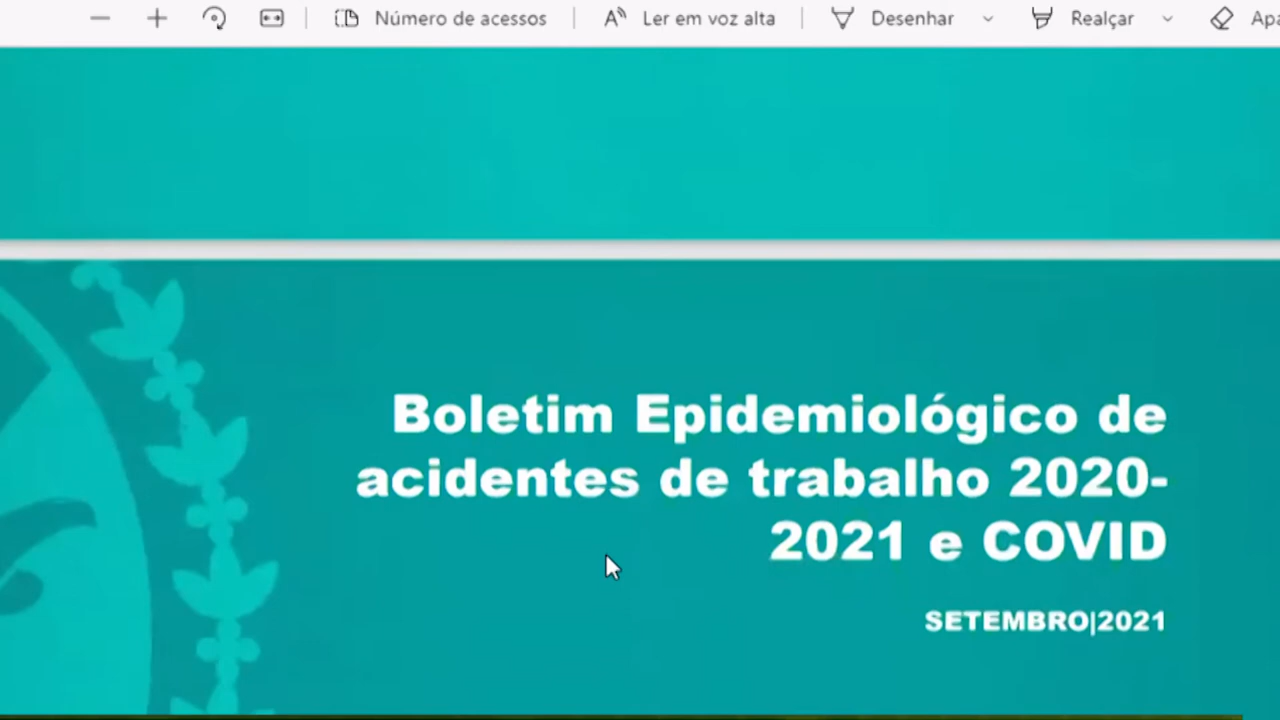 Número de acessos Ler em voz alta Desenhar Realçar
Boletim Epidemiológico de
acidentes de trabalho 2020-
2021 e COVID
SETEMBRO|2021